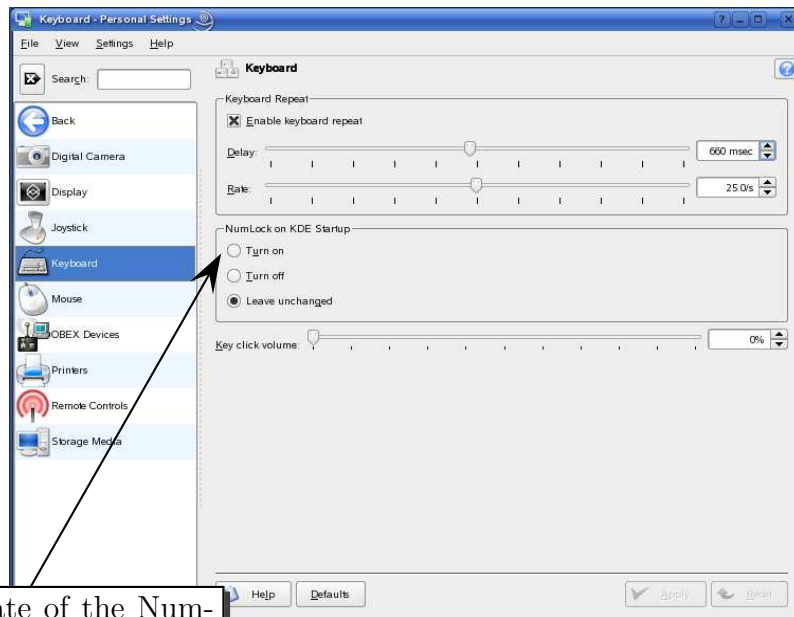 Keyboard - Personal Settings
File View Settings Help
Search:
Back
Digital Camera
Display
Joystick
Keyboard
Mouse
OBEX Devices
Printers
Remote Controls
Storage Media
Keyboard
Keyboard Repeat
Enable keyboard repeat
Delay: 660 msec
Rate: 25.0/s
NumLock on KDE Startup
Turn on
Turn off
Leave unchanged
Key click volume: 0%
Help Defaults Apply Reset
of the Num-